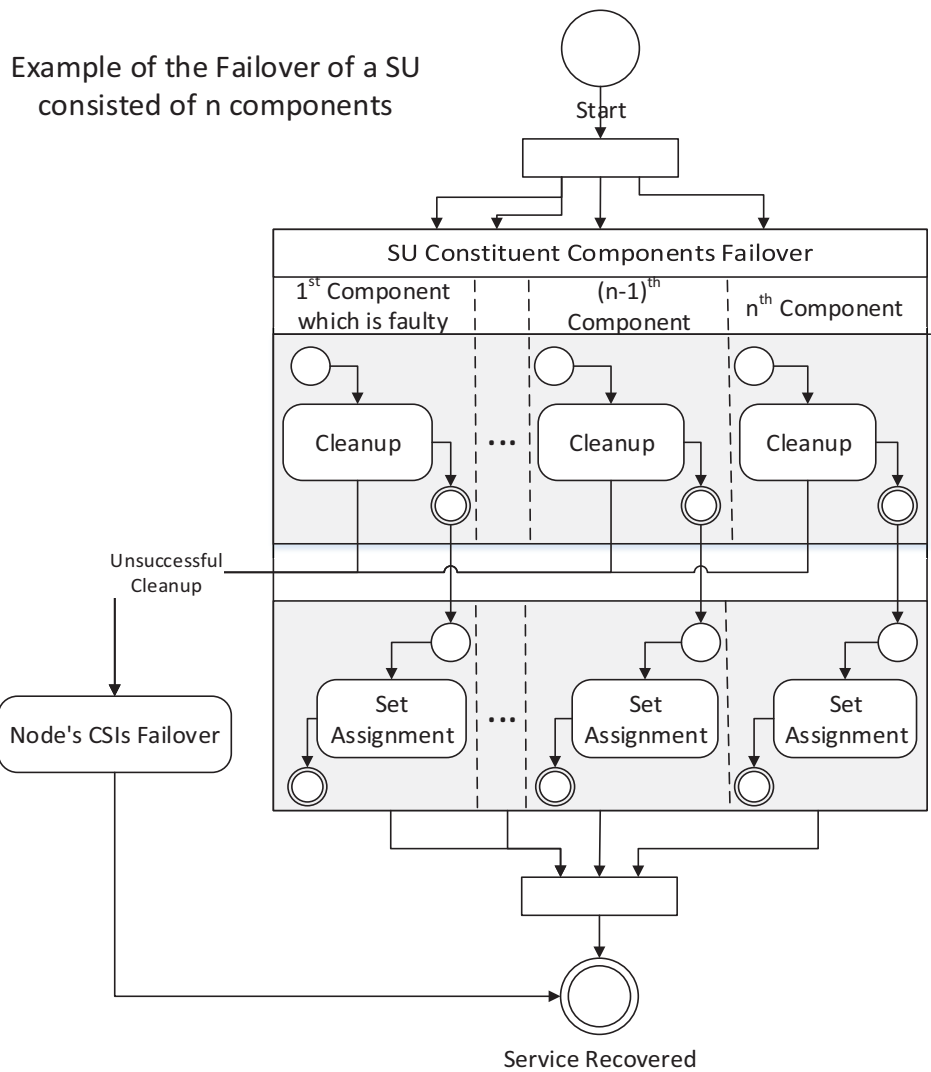 Example of the Failover of a SU
consisted of n components
Start
SU Constituent Components Failover
1st Component
which is faulty
(n-1)th
Component
nth Component
Cleanup
...
Cleanup
Cleanup
Unsuccessful
Cleanup
Set
Assignment
...
Set
Assignment
Set
Assignment
Node's CSIs Failover
Service Recovered